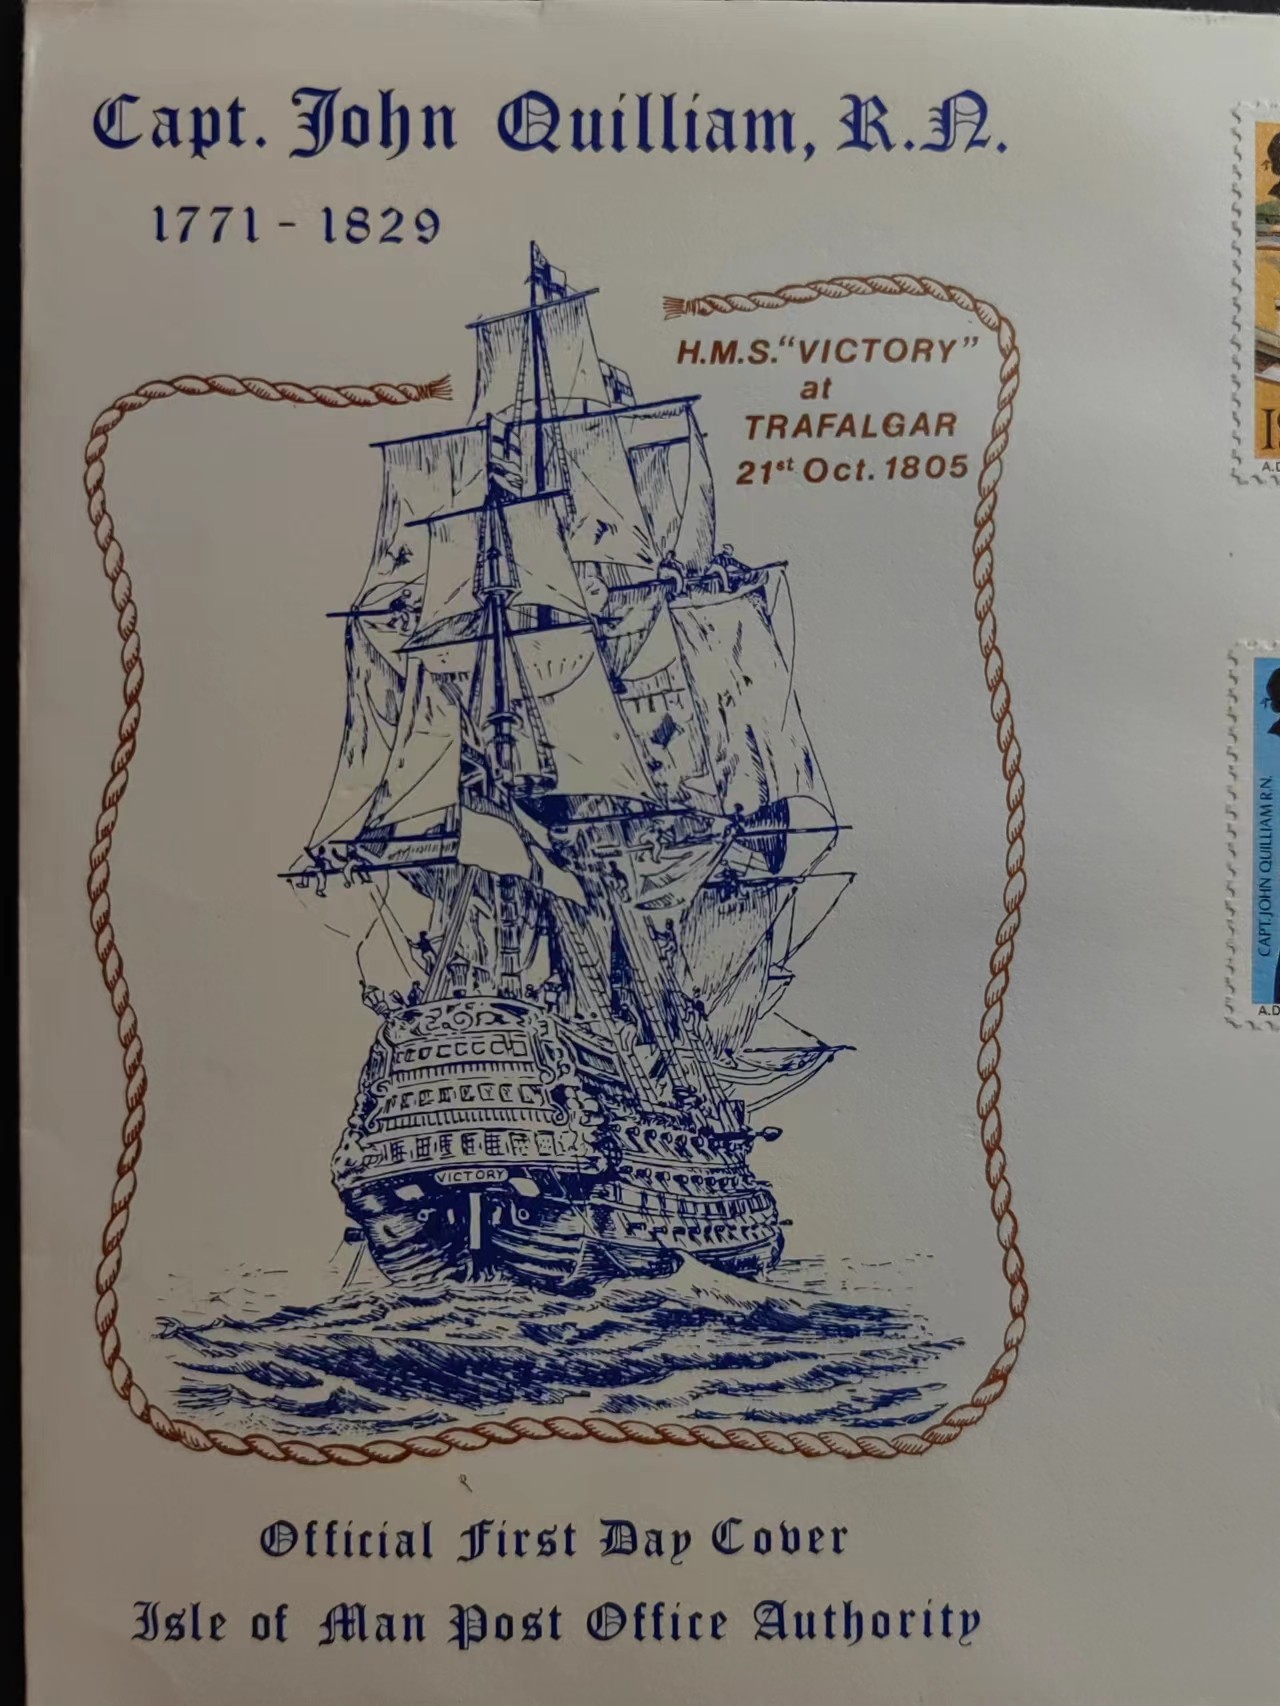 Capt. John Quilliam, R.N.
1771 - 1829
H.M.S. “VICTORY”
at
TRAFALGAR
21st Oct. 1805
VICTORY
CAPT. JOHN QUILLIAM R.N.
Official First Day Cover
Isle of Man Post Office Authority